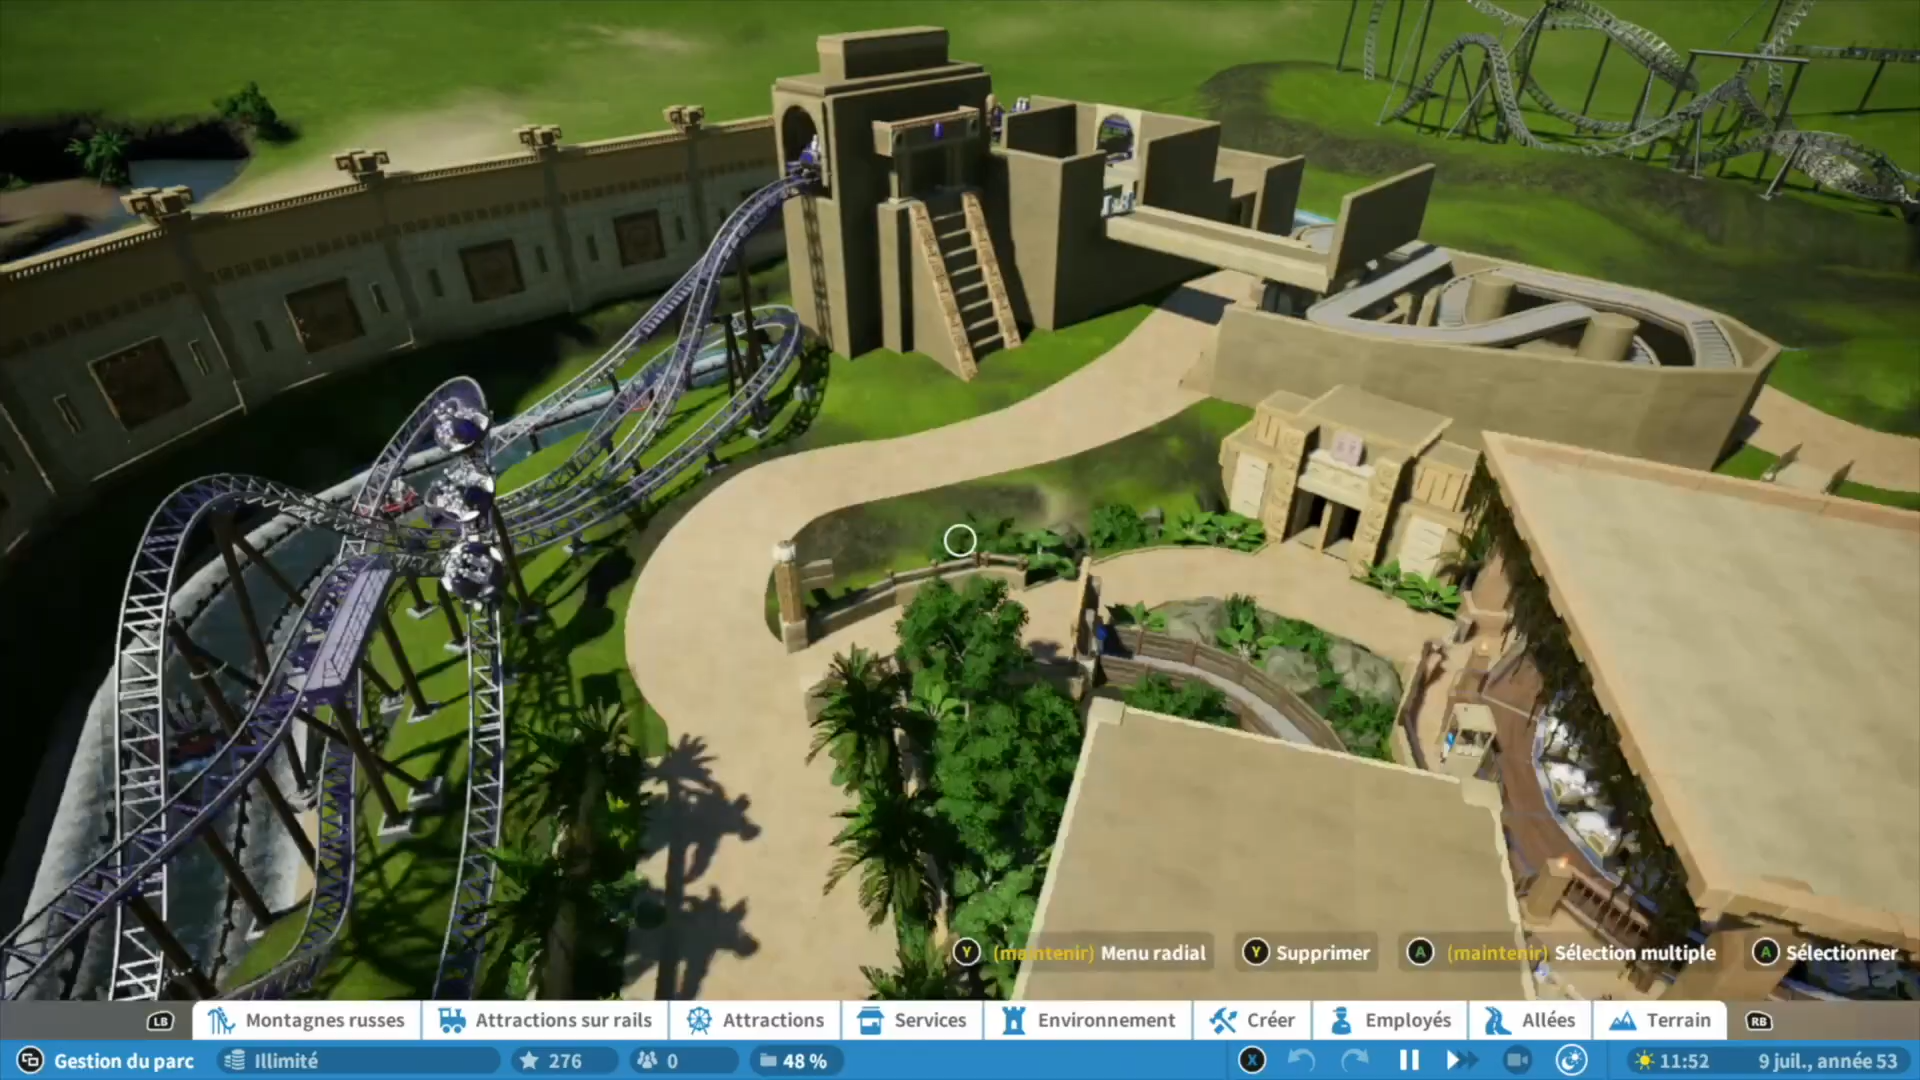 Y (maintenir) Menu radial Y Supprimer A (maintenir) Sélection multiple A Sélectionner
LB Montagnes russes Attractions sur rails Attractions Services Environnement Créer Employés Allées Terrain RB
Gestion du parc Illimité 276 0 48 % X 11:52 9 juil., année 53